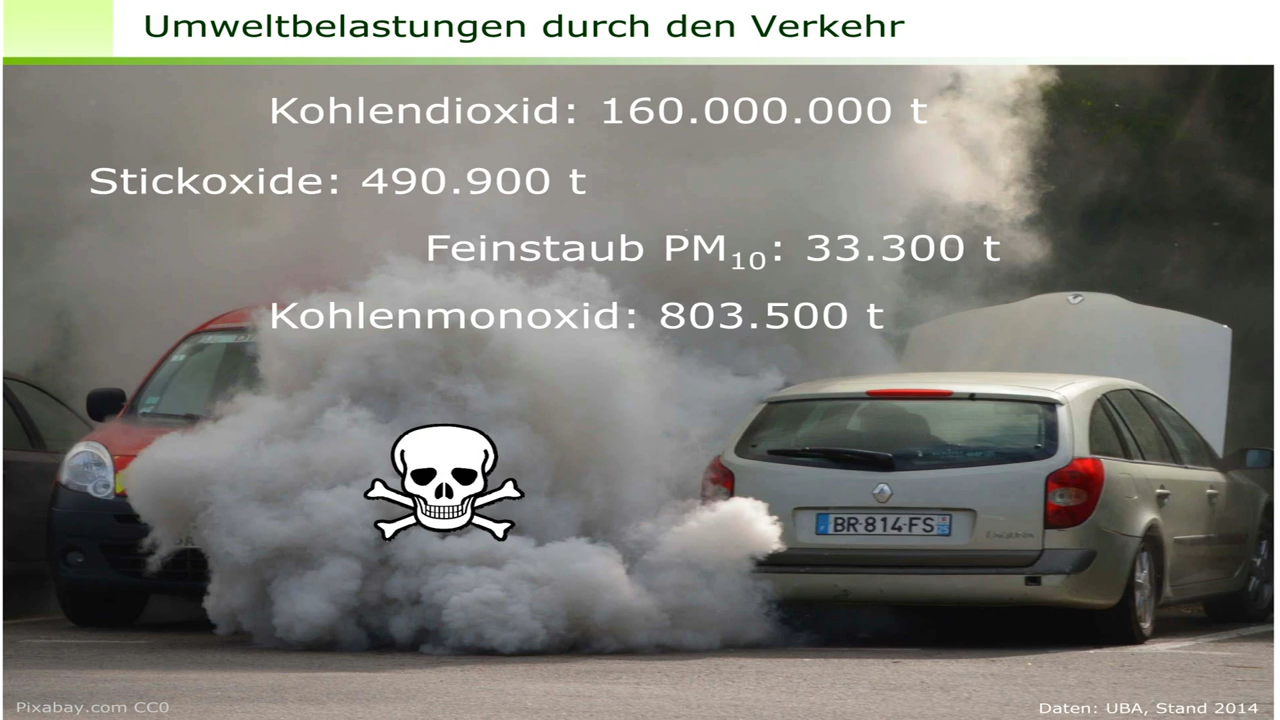 Umweltbelastungen durch den Verkehr
Kohlendioxid: 160.000.000 t
Stickoxide: 490.900 t
Feinstaub PM₁₀: 33.300 t
Kohlenmonoxid: 803.500 t
BR-814-FS
Pixabay.com CC0
Daten: UBA, Stand 2014